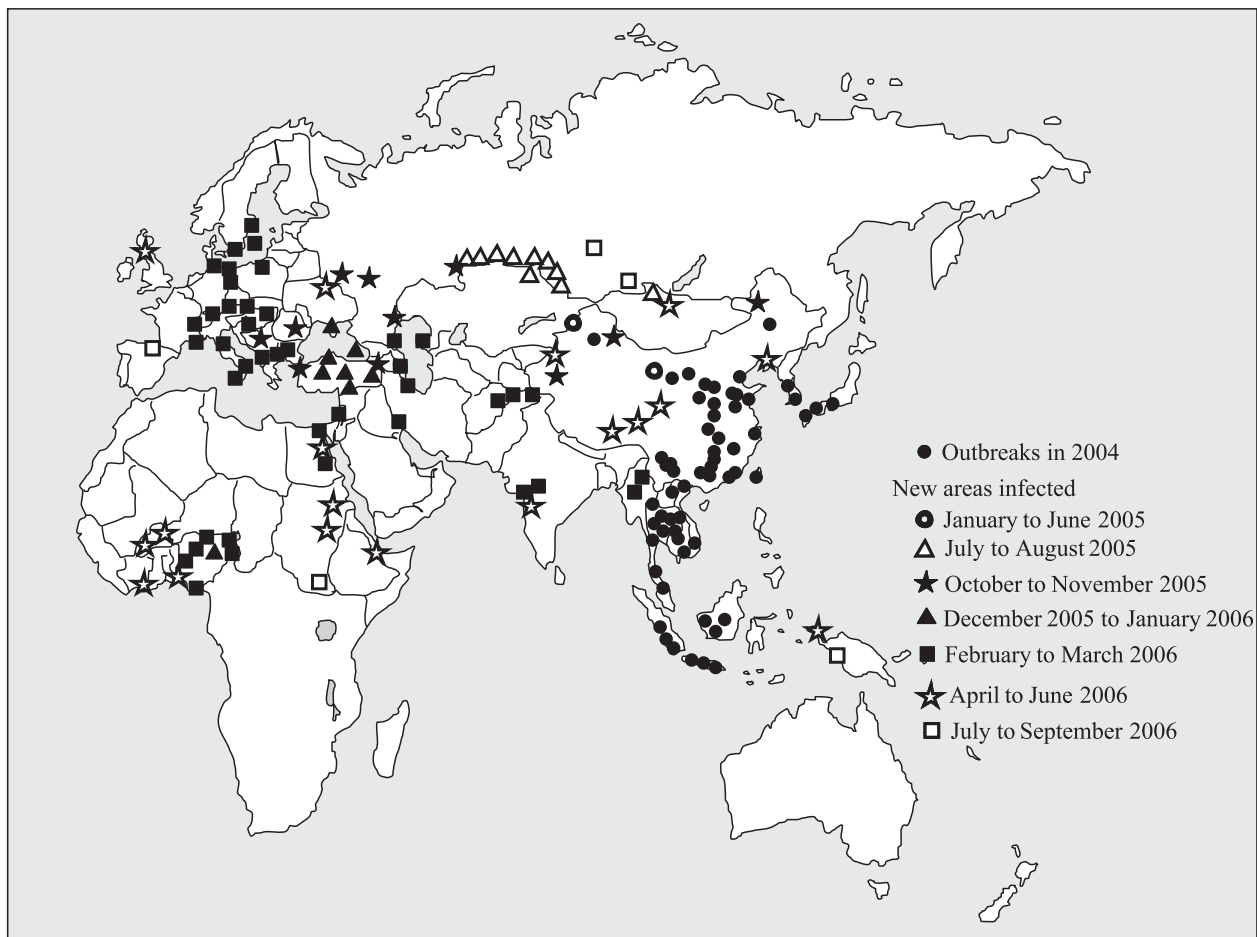 Outbreaks in 2004
New areas infected
January to June 2005
July to August 2005
October to November 2005
December 2005 to January 2006
February to March 2006
April to June 2006
July to September 2006